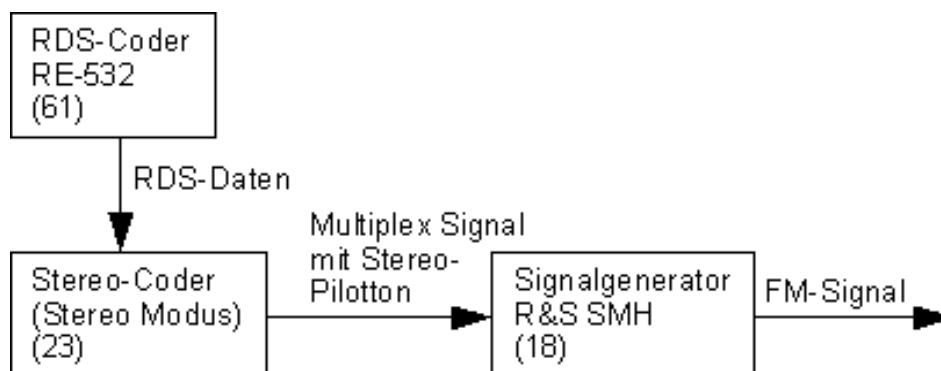 RDS-Coder
RE-532
(61)
RDS-Daten
Multiplex Signal
mit Stereo-
Pilotton
Stereo-Coder
(Stereo Modus)
(23)
Signalgenerator
R&S SMH
(18)
FM-Signal